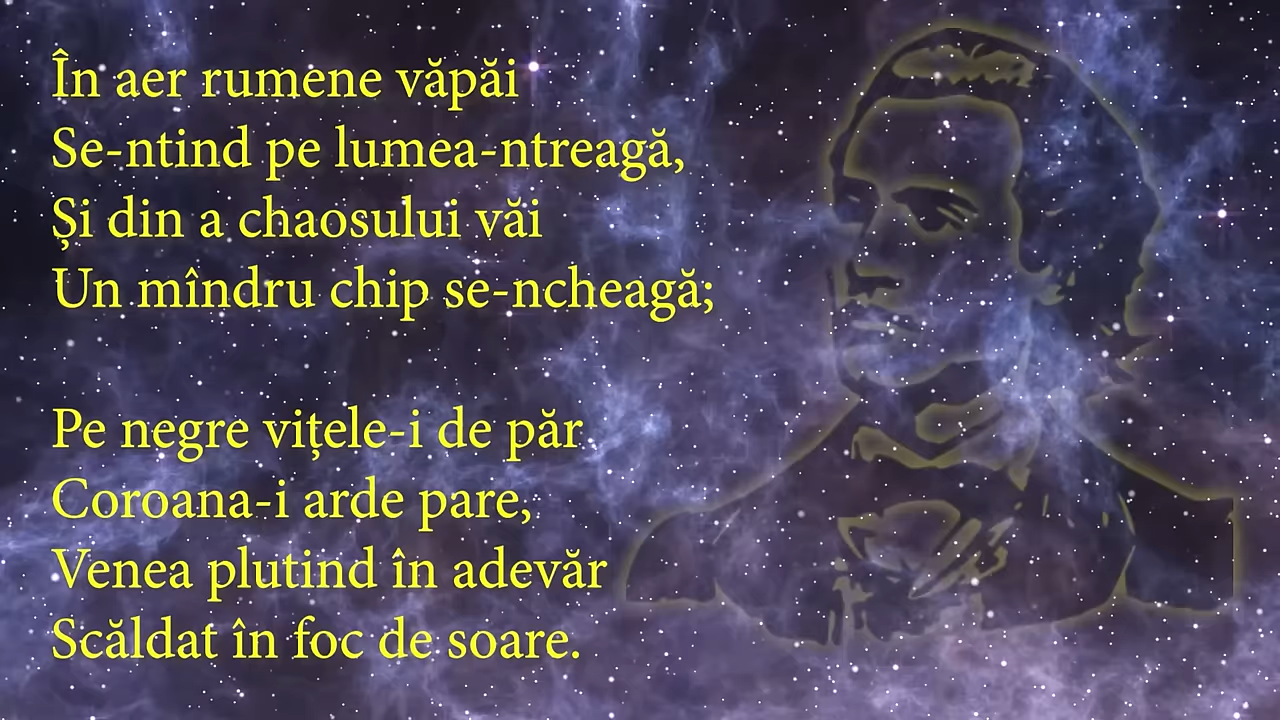 În aer rumene văpăi
Se-ntind pe lumea-ntreagă,
Și din a chaosului văi
Un mîndru chip se-ncheagă;
Pe negre vițele-i de păr
Coroana-i arde pare,
Venea plutind în adevăr
Scăldat în foc de soare.